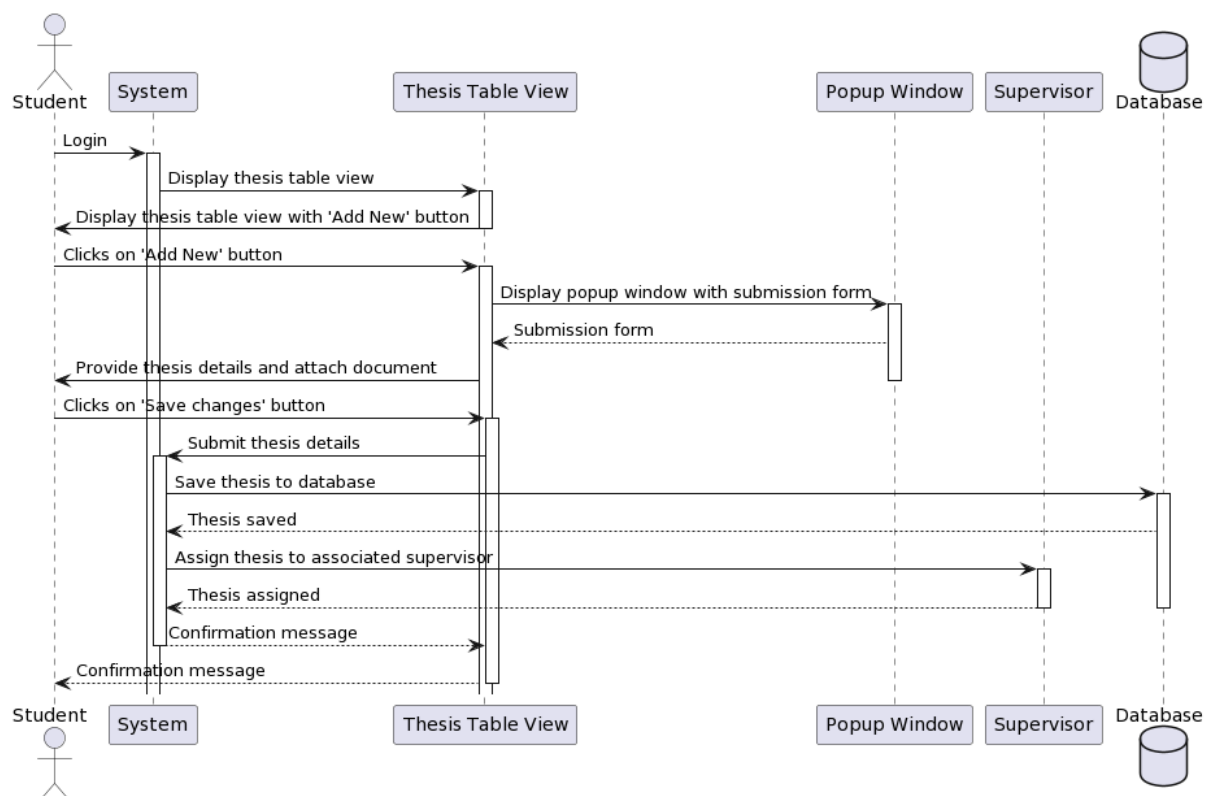 Student
System
Thesis Table View
Popup Window
Supervisor
Database
Login
Display thesis table view
Display thesis table view with 'Add New' button
Clicks on 'Add New' button
Display popup window with submission form
Submission form
Provide thesis details and attach document
Clicks on 'Save changes' button
Submit thesis details
Save thesis to database
Thesis saved
Assign thesis to associated supervisor
Thesis assigned
Confirmation message
Confirmation message
Student
System
Thesis Table View
Popup Window
Supervisor
Database